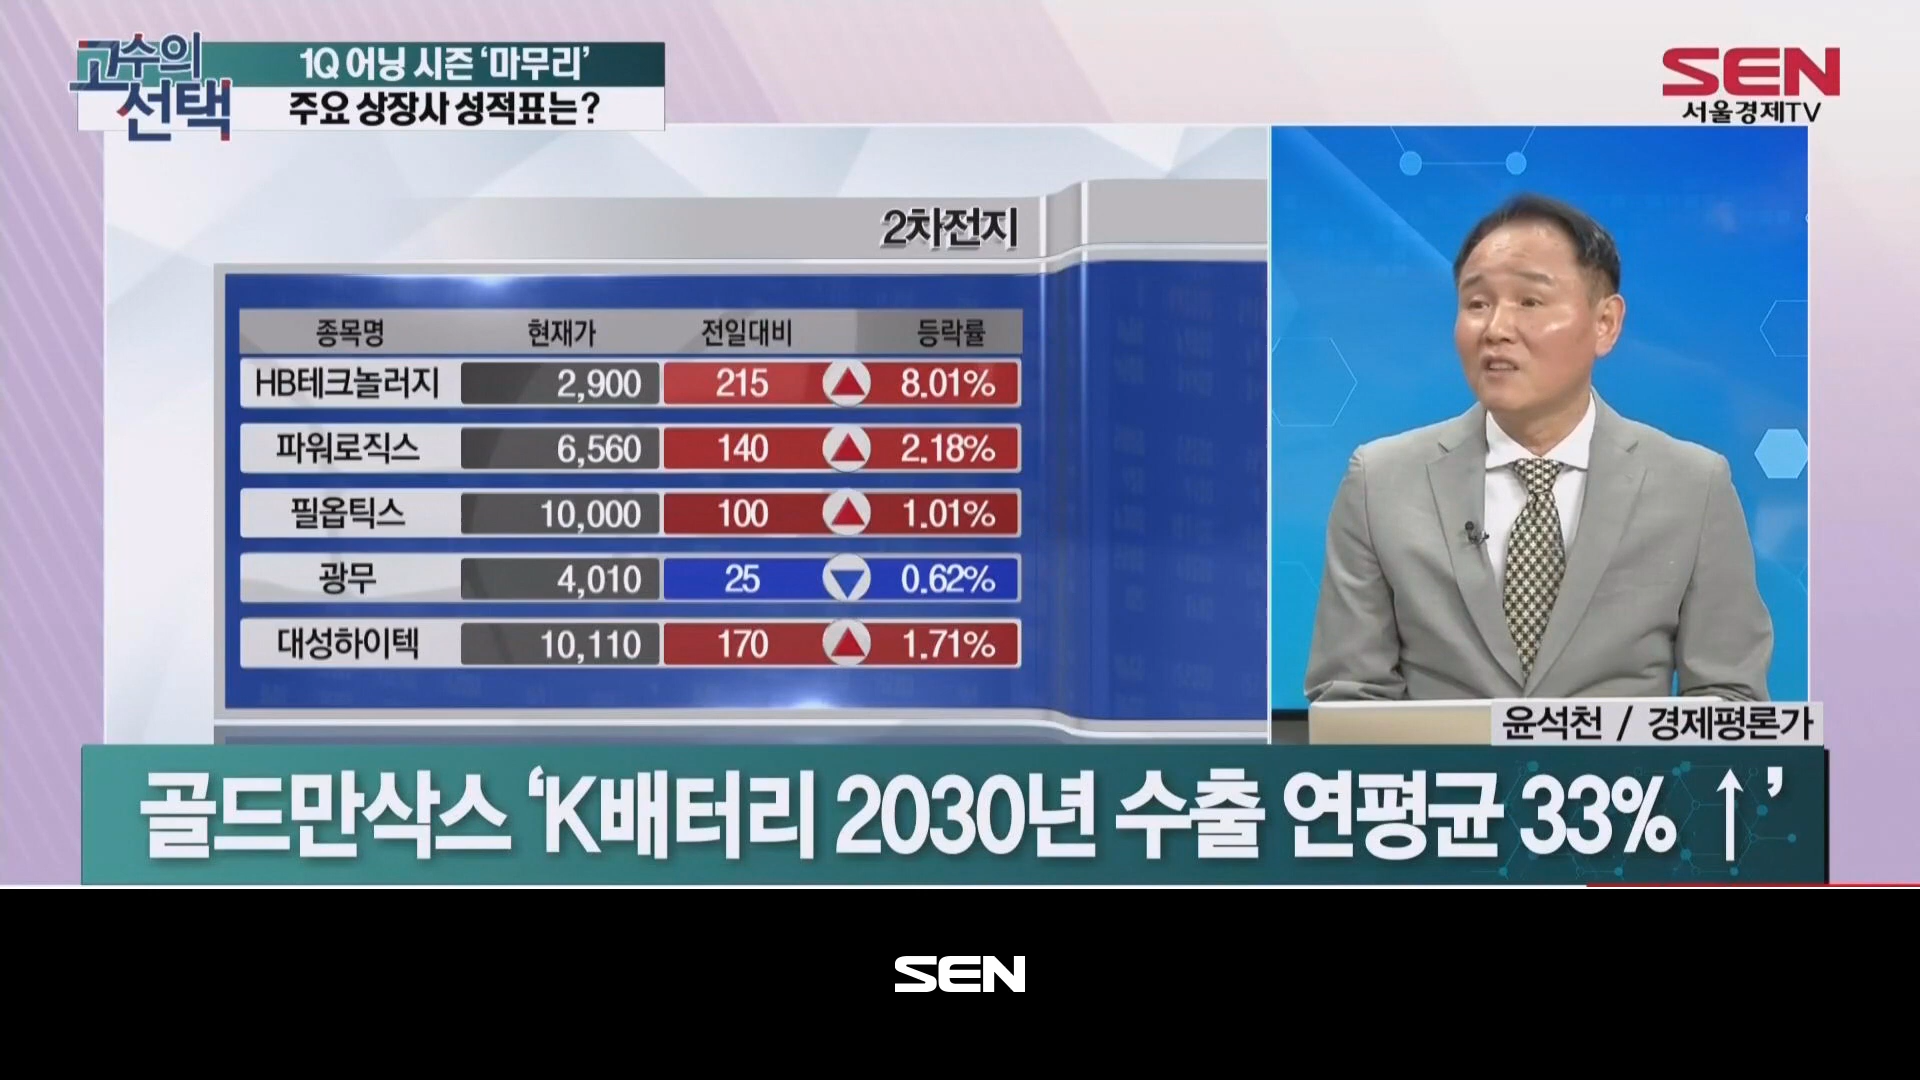 고수의
선택
1Q 어닝 시즌 ‘마무리’
주요 상장사 성적표는?
SEN
서울경제TV
2차전지
종목명 현재가 전일대비 등락률
HB테크놀러지 2,900 215 ▲ 8.01%
파워로직스 6,560 140 ▲ 2.18%
필옵틱스 10,000 100 ▲ 1.01%
광무 4,010 25 ▼ 0.62%
대성하이텍 10,110 170 ▲ 1.71%
윤석천 / 경제평론가
골드만삭스 ‘K배터리 2030년 수출 연평균 33% ↑’
SEN